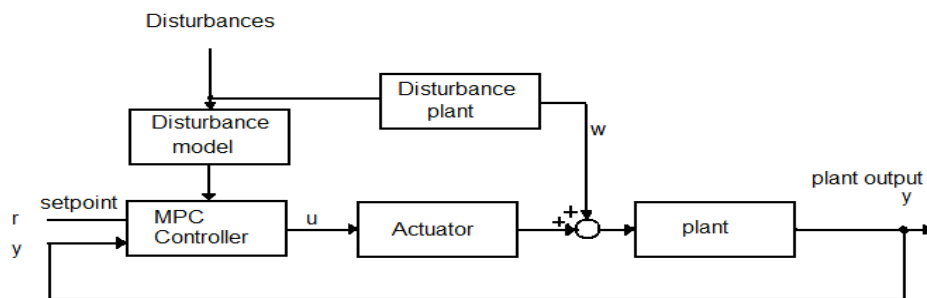 Disturbances
Disturbance
plant
Disturbance
model
w
plant output
y
setpoint
r
y
MPC
Controller
u
Actuator
+
+
plant